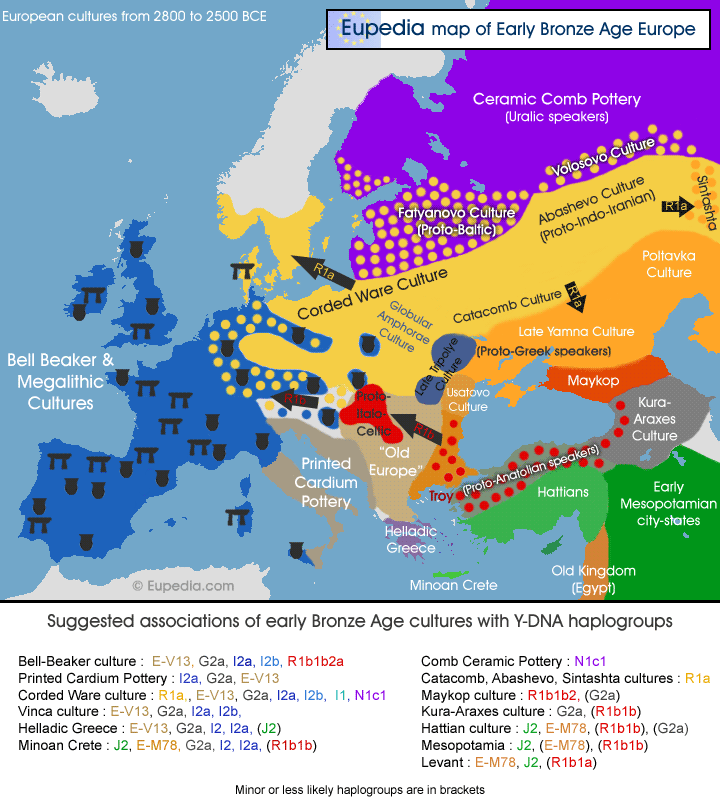 European cultures from 2800 to 2500 BCE
Eupedia map of Early Bronze Age Europe
Ceramic Comb Pottery
(Uralic speakers)
Volosovo Culture
Sintashta
R1a
Abashevo Culture
(Proto-Indo-Iranian)
Fatyanovo Culture
(Proto-Baltic)
Poltavka
Culture
R1a
Corded Ware Culture
R1a
Catacomb Culture
Globular
Amphorae
Culture
Late Yamna Culture
(Proto-Greek speakers)
Late Tripolye
Culture
Bell Beaker &
Megalithic
Cultures
Maykop
Usatovo
Culture
Kura-
Araxes
Culture
R1b
Proto-
Italo-
Celtic
R1b
"Old
Europe"
Printed
Cardium
Pottery
(Proto-Anatolian speakers)
Troy
Hattians
Early
Mesopotamian
city-states
1
Helladic
Greece
Old Kingdom
(Egypt)
Minoan Crete
© Eupedia.com
Suggested associations of early Bronze Age cultures with Y-DNA haplogroups
Bell-Beaker culture : E-V13, G2a, I2a, I2b, R1b1b2a
Printed Cardium Pottery : I2a, G2a, E-V13
Corded Ware culture : R1a,, E-V13, G2a, I2a, I2b, I1, N1c1
Vinca culture : E-V13, G2a, I2a, I2b,
Helladic Greece : E-V13, G2a, I2, I2a, (J2)
Minoan Crete : J2, E-M78, G2a, I2, I2a, (R1b1b)
Comb Ceramic Pottery : N1c1
Catacomb, Abashevo, Sintashta cultures : R1a
Maykop culture : R1b1b2, (G2a)
Kura-Araxes culture : G2a, (R1b1b)
Hattian culture : J2, E-M78, (R1b1b), (G2a)
Mesopotamia : J2, (E-M78), (R1b1b)
Levant : E-M78, J2, (R1b1a)
Minor or less likely haplogroups are in brackets